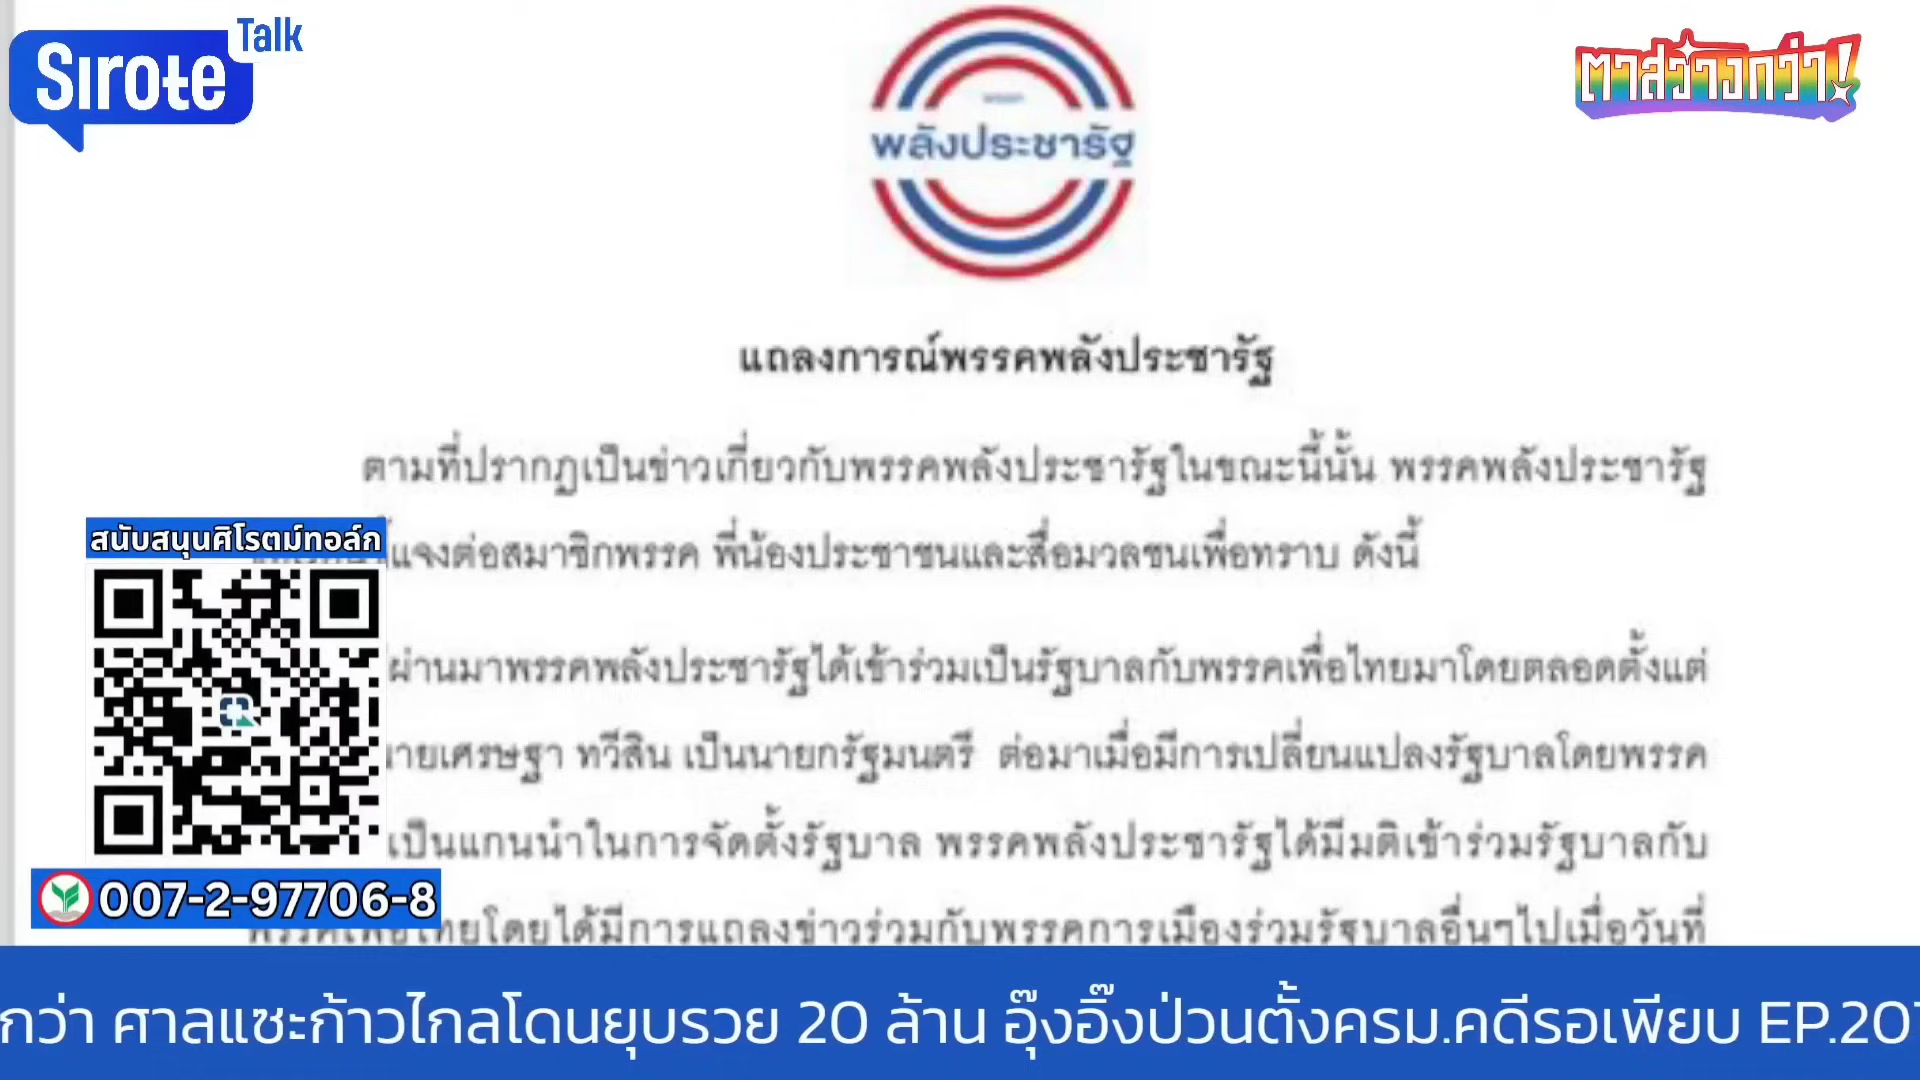 Sirote Talk
ตาสว่างกว่า!
พลังประชารัฐ
แถลงการณ์พรรคพลังประชารัฐ
ตามที่ปรากฏเป็นข่าวเกี่ยวกับพรรคพลังประชารัฐในขณะนี้นั้น พรรคพลังประชารัฐ
แจงต่อสมาชิกพรรค พี่น้องประชาชนและสื่อมวลชนเพื่อทราบ ดังนี้
ผ่านมาพรรคพลังประชารัฐได้เข้าร่วมเป็นรัฐบาลกับพรรคเพื่อไทยมาโดยตลอดตั้งแต่
นายเศรษฐา ทวีสิน เป็นนายกรัฐมนตรี ต่อมาเมื่อมีการเปลี่ยนแปลงรัฐบาลโดยพรรค
เป็นแกนนำในการจัดตั้งรัฐบาล พรรคพลังประชารัฐได้มีมติเข้าร่วมรัฐบาลกับ
พรรคเพื่อไทยโดยได้มีการแถลงข่าวร่วมกับพรรคการเมืองร่วมรัฐบาลอื่นๆไปเมื่อวันที่
สนับสนุนศิโรตม์ทอล์ก
007-2-97706-8
กว่า ศาลแซะก้าวไกลโดนยุบรวย 20 ล้าน อุ๊งอิ๊งป่วนตั้งครม.คดีรอเพียบ EP.207